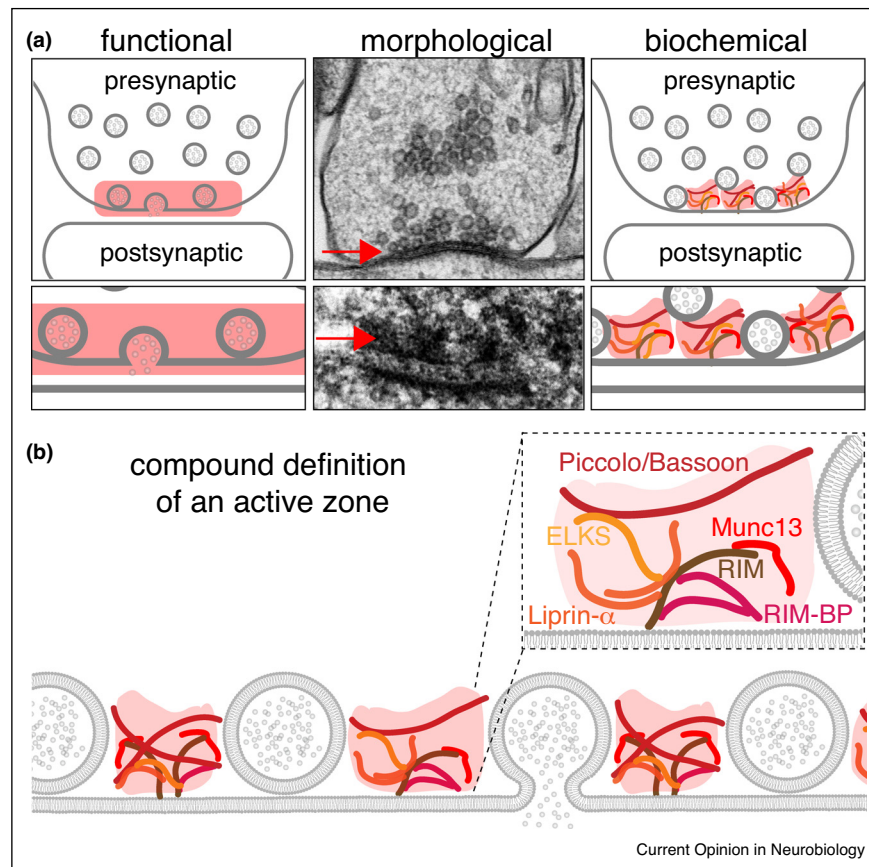 (a)
functional
morphological
biochemical
presynaptic
presynaptic
postsynaptic
postsynaptic
(b)
compound definition
of an active zone
Piccolo/Bassoon
ELKS
Munc13
RIM
Liprin-α
RIM-BP
Current Opinion in Neurobiology